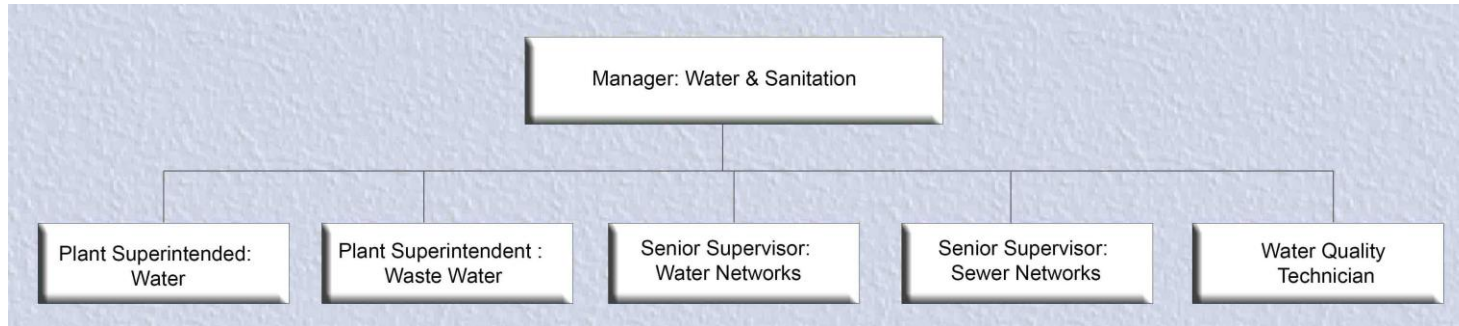 Manager: Water & Sanitation
Plant Superintended:
Water
Plant Superintendent :
Waste Water
Senior Supervisor:
Water Networks
Senior Supervisor:
Sewer Networks
Water Quality
Technician